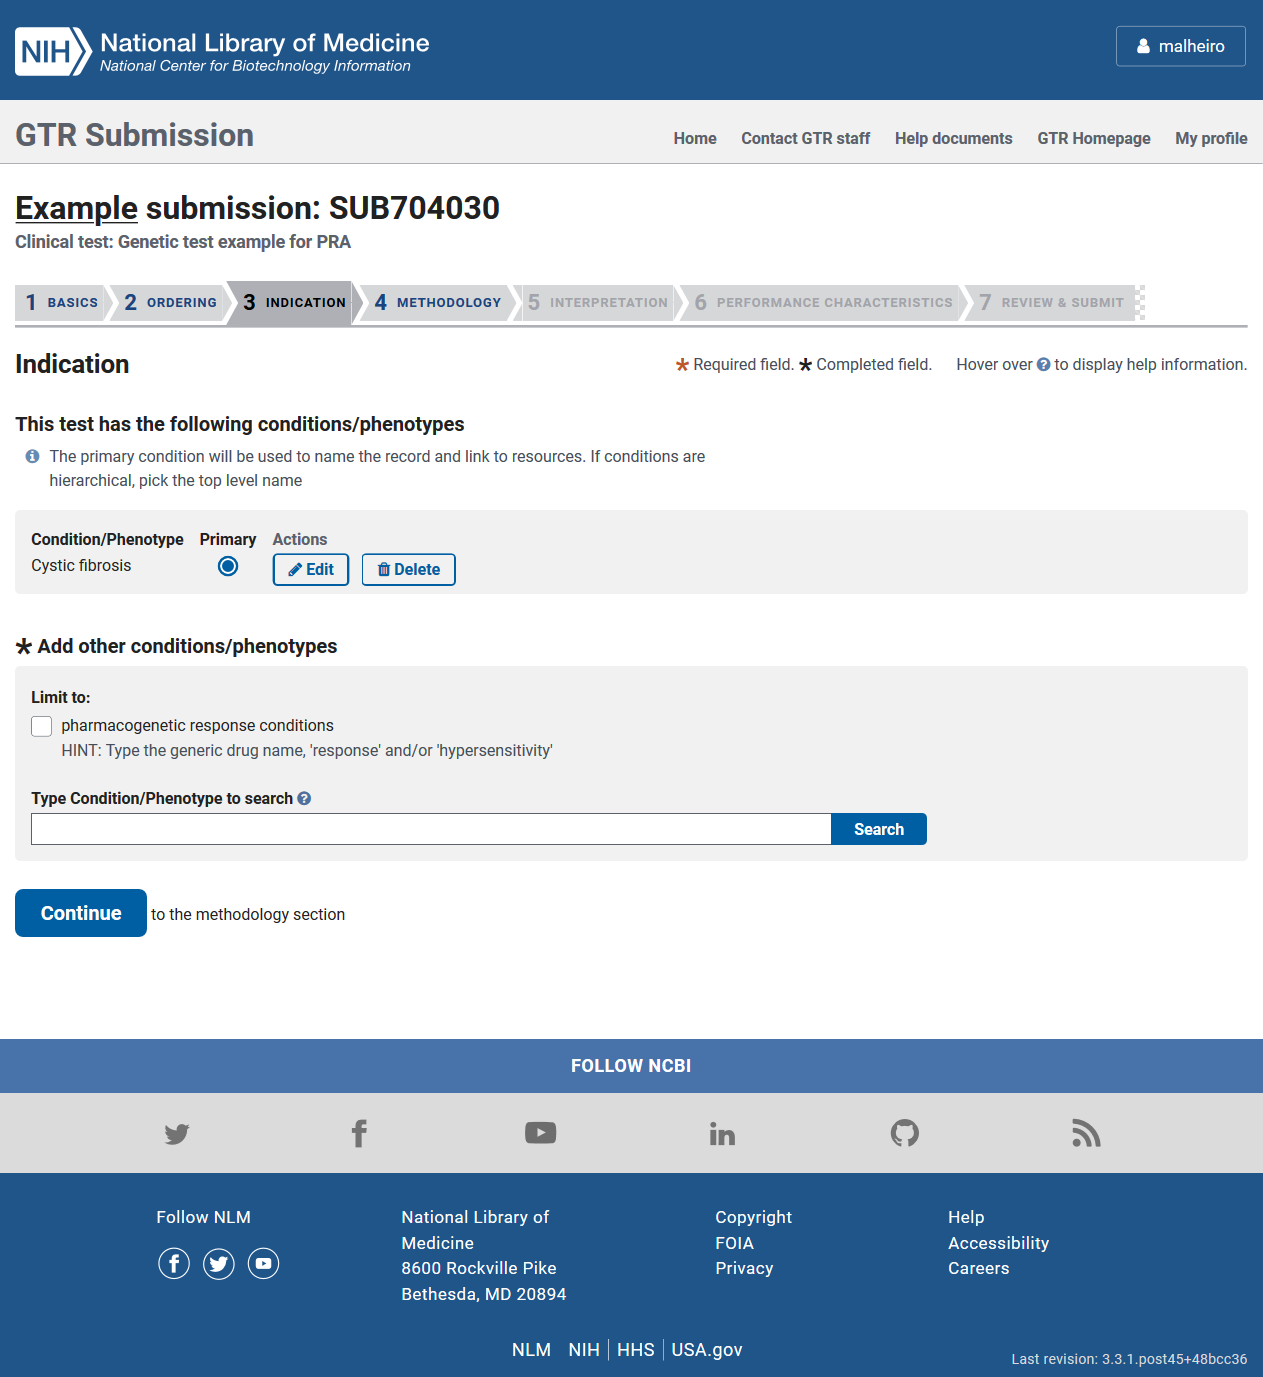 NIH National Library of Medicine
National Center for Biotechnology Information
malheiro
GTR Submission
Home Contact GTR staff Help documents GTR Homepage My profile
Example submission: SUB704030
Clinical test: Genetic test example for PRA
1 BASICS 2 ORDERING 3 INDICATION 4 METHODOLOGY 5 INTERPRETATION 6 PERFORMANCE CHARACTERISTICS 7 REVIEW & SUBMIT
Indication
* Required field. * Completed field. Hover over ? to display help information.
This test has the following conditions/phenotypes
The primary condition will be used to name the record and link to resources. If conditions are
hierarchical, pick the top level name
Condition/Phenotype Primary Actions
Cystic fibrosis Edit Delete
* Add other conditions/phenotypes
Limit to:
pharmacogenetic response conditions
HINT: Type the generic drug name, 'response' and/or 'hypersensitivity'
Type Condition/Phenotype to search ?
Search
Continue to the methodology section
FOLLOW NCBI
Follow NLM
National Library of
Medicine
8600 Rockville Pike
Bethesda, MD 20894
Copyright
FOIA
Privacy
Help
Accessibility
Careers
NLM NIH HHS USA.gov
Last revision: 3.3.1.post45+48bcc36